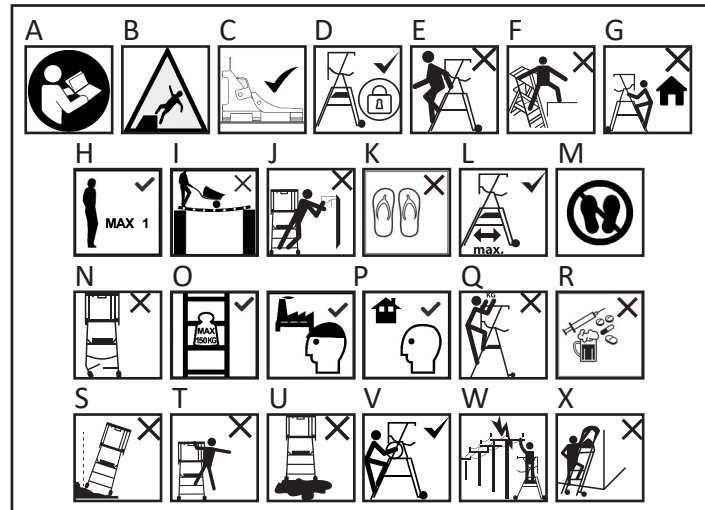 A B C D E F G
H I J K L M
MAX 1
max.
N O P Q R
KG
MAX
150KG
S T U V W X